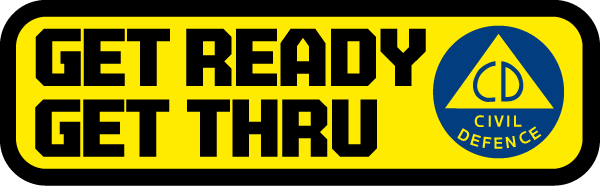 GET READY
GET THRU
CD
CIVIL
DEFENCE